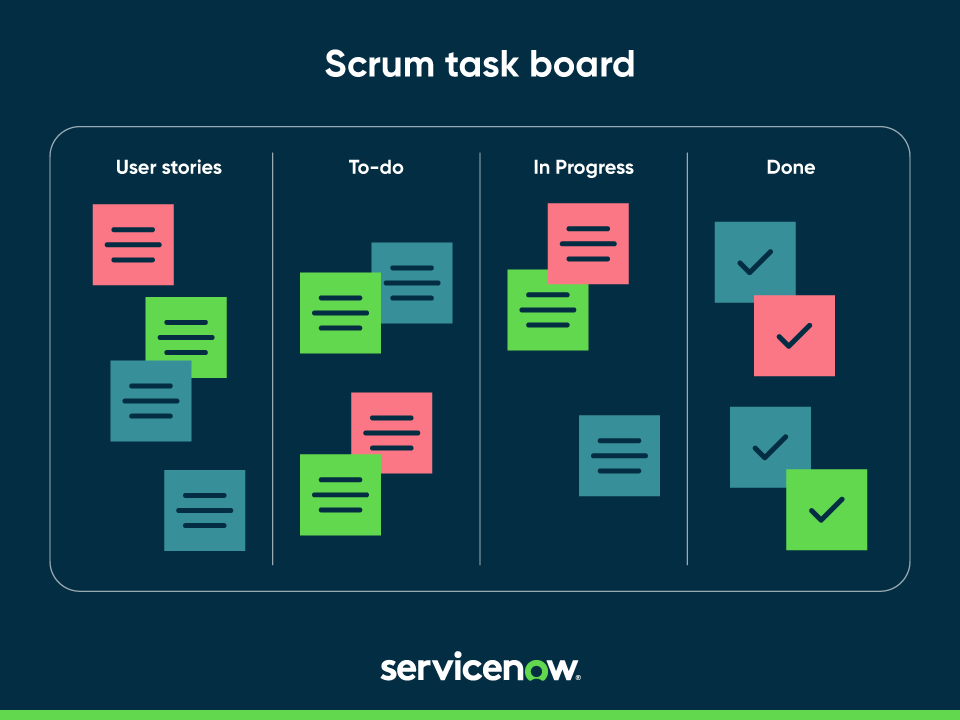 Scrum task board
User stories
To-do
In Progress
Done
servicenow®